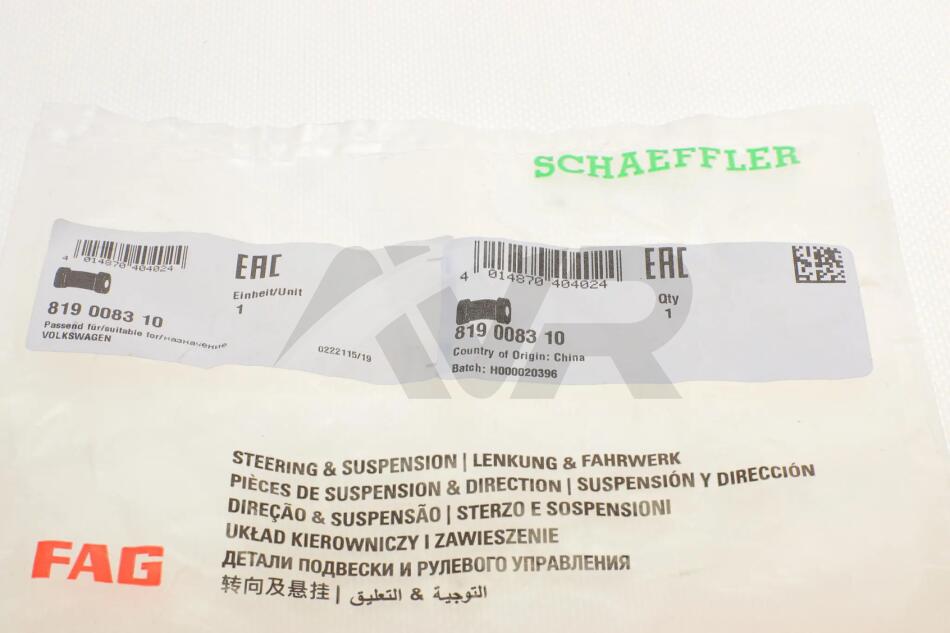 SCHAEFFLER
4 014870 404024
EAC
Einheit/Unit
1
819 0083 10
Passend für/suitable for/назначение
VOLKSWAGEN
0222115/19
4 014870 404024
EAC
Qty
1
819 0083 10
Country of Origin: China
Batch: H000020396
AVR
STEERING & SUSPENSION | LENKUNG & FAHRWERK
PIÈCES DE SUSPENSION & DIRECTION | SUSPENSIÓN Y DIRECCIÓN
DIREÇÃO & SUSPENSÃO | STERZO E SOSPENSIONI
UKŁAD KIEROWNICZY I ZAWIESZENIE
ДЕТАЛИ ПОДВЕСКИ И РУЛЕВОГО УПРАВЛЕНИЯ
转向及悬挂 | التوجية & التعليق
FAG